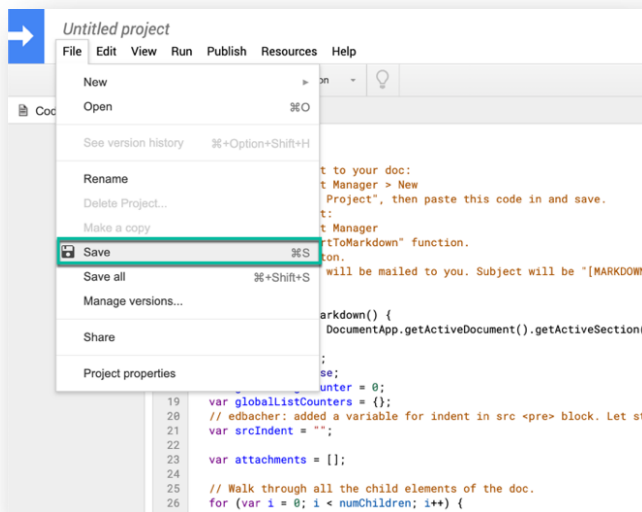 Untitled project
File Edit View Run Publish Resources Help
New
Open ⌘O
Cod
See version history ⌘+Option+Shift+H
t to your doc:
Rename
t Manager > New
Project", then paste this code in and save.
Delete Project...
t:
Make a copy
t Manager
rtToMarkdown" function.
Save ⌘S
ton.
Save all ⌘+Shift+S
will be mailed to you. Subject will be "[MARKDOWN
Manage versions...
arkdown() {
DocumentApp.getActiveDocument().getActiveSection(
Share
;
Project properties
se;
unter = 0;
19 var globalListCounters = {};
20 // edbacher: added a variable for indent in src <pre> block. Let st
21 var srcIndent = "";
22
23 var attachments = [];
24
25 // Walk through all the child elements of the doc.
26 for (var i = 0; i < numChildren; i++) {